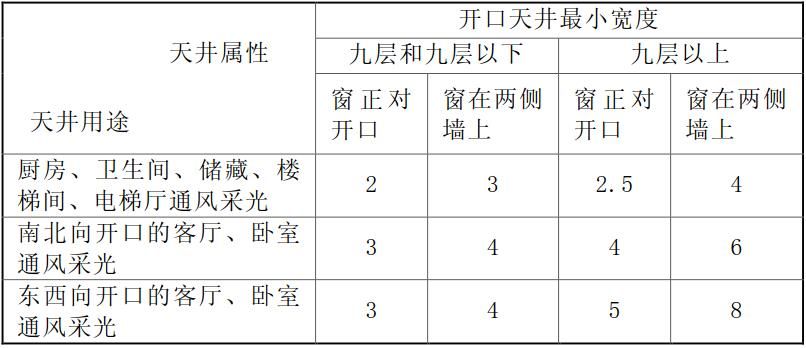 开口天井最小宽度
天井属性
九层和九层以下
九层以上
天井用途
窗正对
开口
窗在两侧
墙上
窗正对
开口
窗在两侧
墙上
厨房、卫生间、储藏、楼
梯间、电梯厅通风采光
2
3
2.5
4
南北向开口的客厅、卧室
通风采光
3
4
4
6
东西向开口的客厅、卧室
通风采光
3
4
5
8